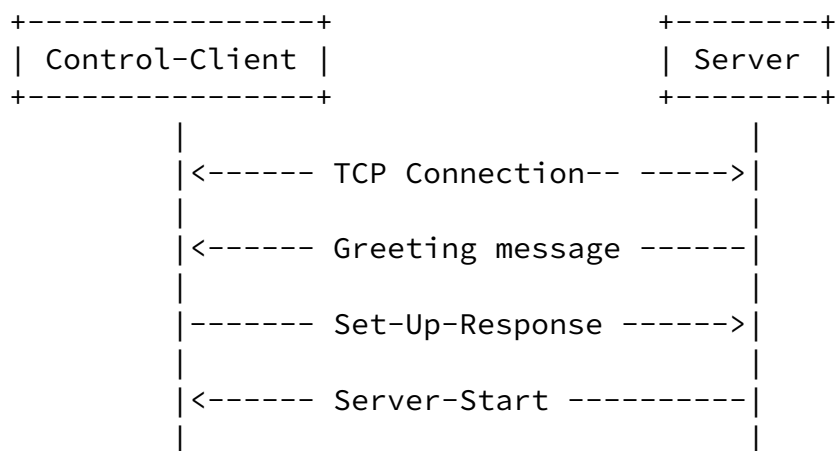 Control-Client Server
TCP Connection
Greeting message
Set-Up-Response
Server-Start